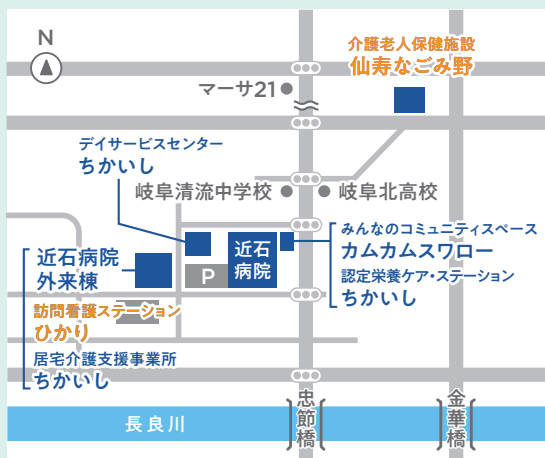 N
介護老人保健施設
仙寿なごみ野
マーサ21
デイサービスセンター
ちかいし
岐阜清流中学校
岐阜北高校
みんなのコミュニティスペース
カムカムスワロー
認定栄養ケア・ステーション
ちかいし
近石
病院
P
近石病院
外来棟
訪問看護ステーション
ひかり
居宅介護支援事業所
ちかいし
長良川
忠節橋
金華橋